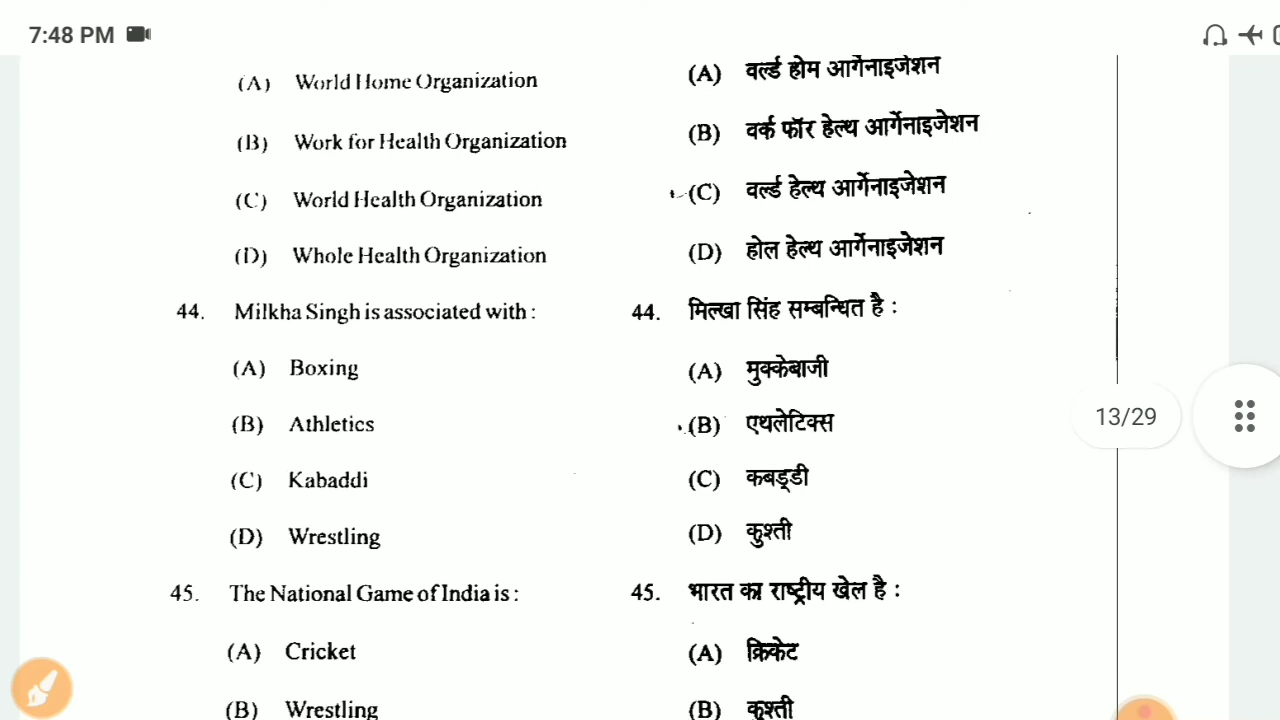 7:48 PM
(A) World Home Organization
(B) Work for Health Organization
(C) World Health Organization
(D) Whole Health Organization
44. Milkha Singh is associated with :
(A) Boxing
(B) Athletics
(C) Kabaddi
(D) Wrestling
45. The National Game of India is :
(A) Cricket
(B) Wrestling
(A) वर्ल्ड होम आर्गेनाइजेशन
(B) वर्क फॉर हेल्थ आर्गेनाइजेशन
(C) वर्ल्ड हेल्थ आर्गेनाइजेशन
(D) होल हेल्थ आर्गेनाइजेशन
44. मिल्खा सिंह सम्बन्धित है :
(A) मुक्केबाजी
(B) एथलेटिक्स
(C) कबड्डी
(D) कुश्ती
45. भारत का राष्ट्रीय खेल है :
(A) क्रिकेट
(B) कुश्ती
13/29